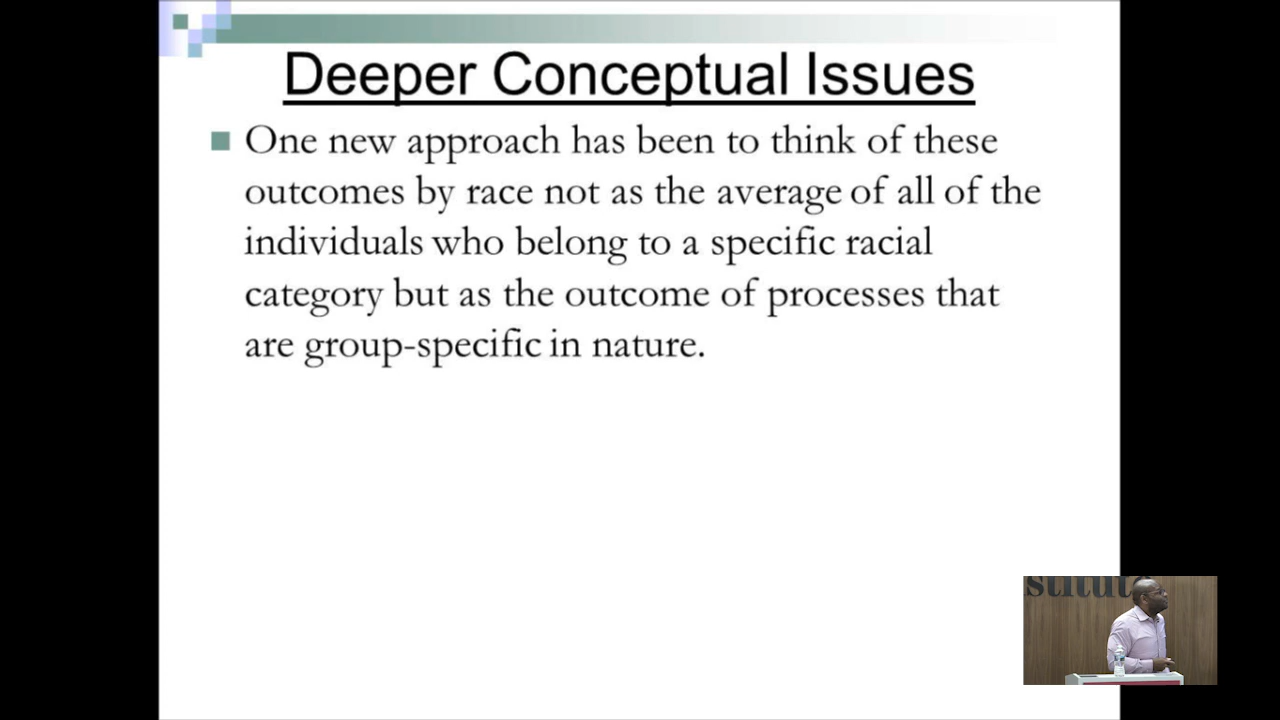 Deeper Conceptual Issues
One new approach has been to think of these
outcomes by race not as the average of all of the
individuals who belong to a specific racial
category but as the outcome of processes that
are group-specific in nature.
stitut